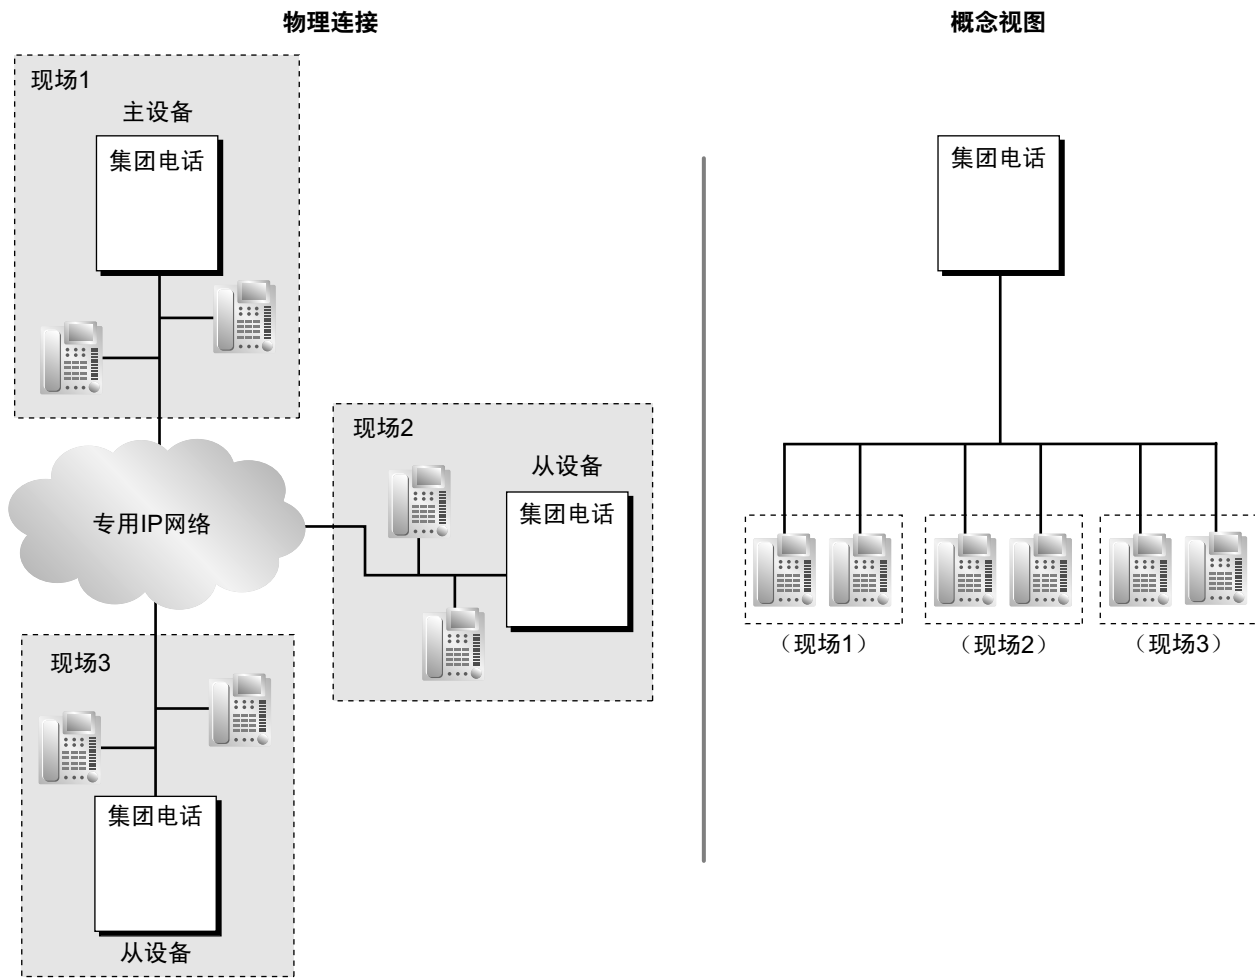 物理连接
概念视图
现场1
主设备
集团电话
现场2
从设备
集团电话
专用IP网络
现场3
集团电话
从设备
集团电话
（现场1）
（现场2）
（现场3）